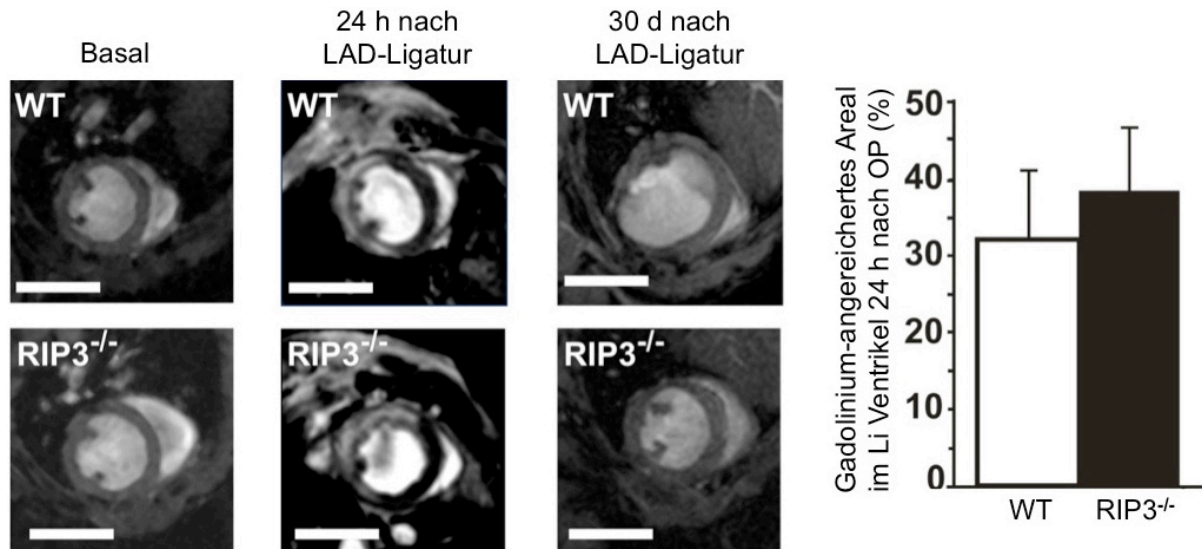 Basal
24 h nach
LAD-Ligatur
30 d nach
LAD-Ligatur
WT
WT
WT
RIP3-/-
RIP3-/-
RIP3-/-
Gadolinium-angereichertes Areal
im Li Ventrikel 24 h nach OP (%)
50
40
30
20
10
0
WT
RIP3-/-